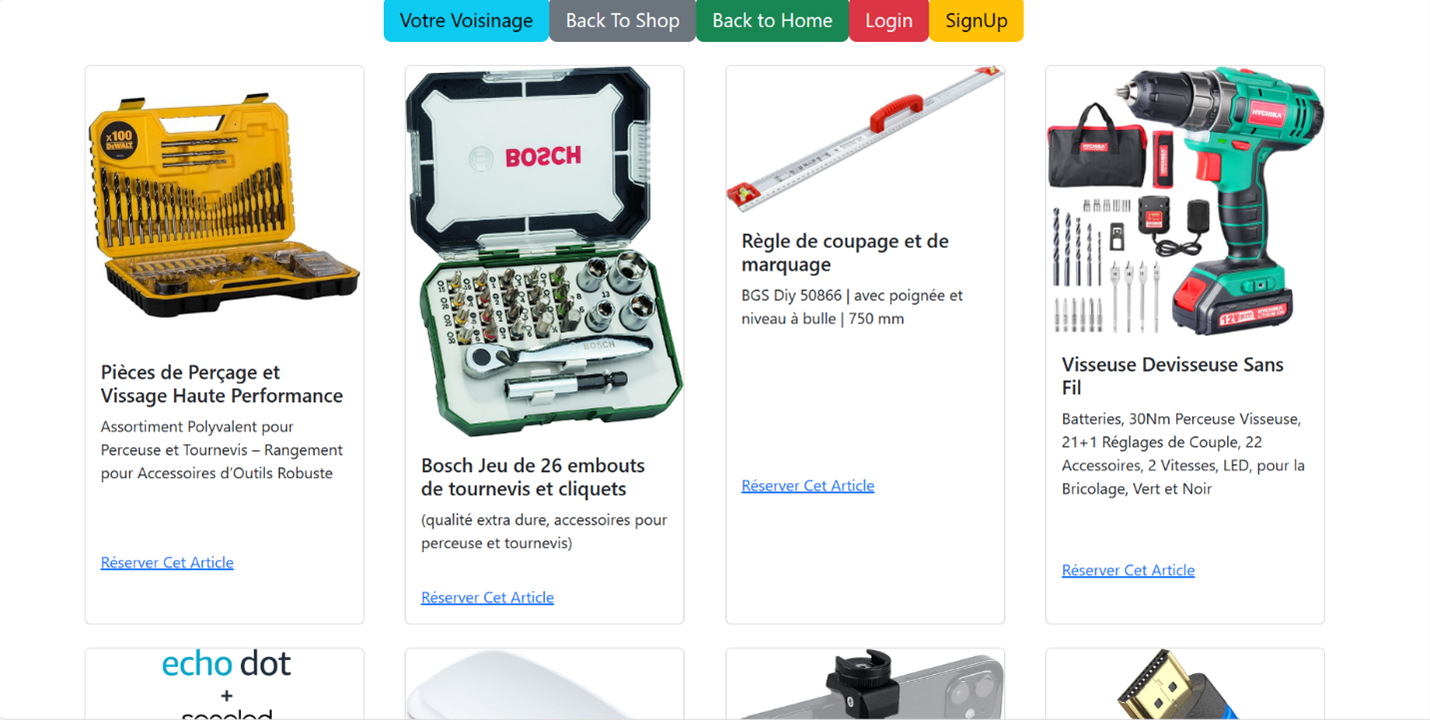 Votre Voisinage
Back To Shop
Back to Home
Login
SignUp
x100
DEWALT
Pièces de Perçage et
Vissage Haute Performance
Assortiment Polyvalent pour
Perceuse et Tournevis – Rangement
pour Accessoires d'Outils Robuste
Réserver Cet Article
BOSCH
BOSCH
Bosch Jeu de 26 embouts
de tournevis et cliquets
(qualité extra dure, accessoires pour
perceuse et tournevis)
Réserver Cet Article
Règle de coupage et de
marquage
BGS Diy 50866 | avec poignée et
niveau à bulle | 750 mm
Réserver Cet Article
HYCHIKA
HYCHIKA
12V
Visseuse Devisseuse Sans
Fil
Batteries, 30Nm Perceuse Visseuse,
21+1 Réglages de Couple, 22
Accessoires, 2 Vitesses, LED, pour la
Bricolage, Vert et Noir
Réserver Cet Article
echo dot
+